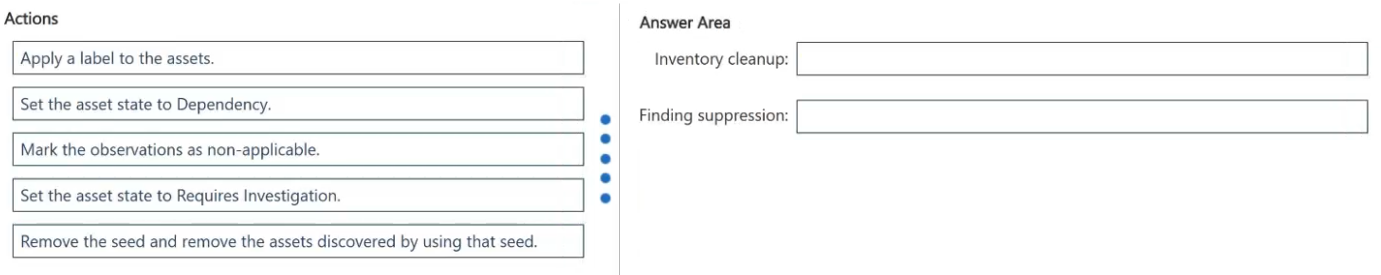 Actions
Apply a label to the assets.
Set the asset state to Dependency.
Mark the observations as non-applicable.
Set the asset state to Requires Investigation.
Remove the seed and remove the assets discovered by using that seed.
Answer Area
Inventory cleanup:
Finding suppression: